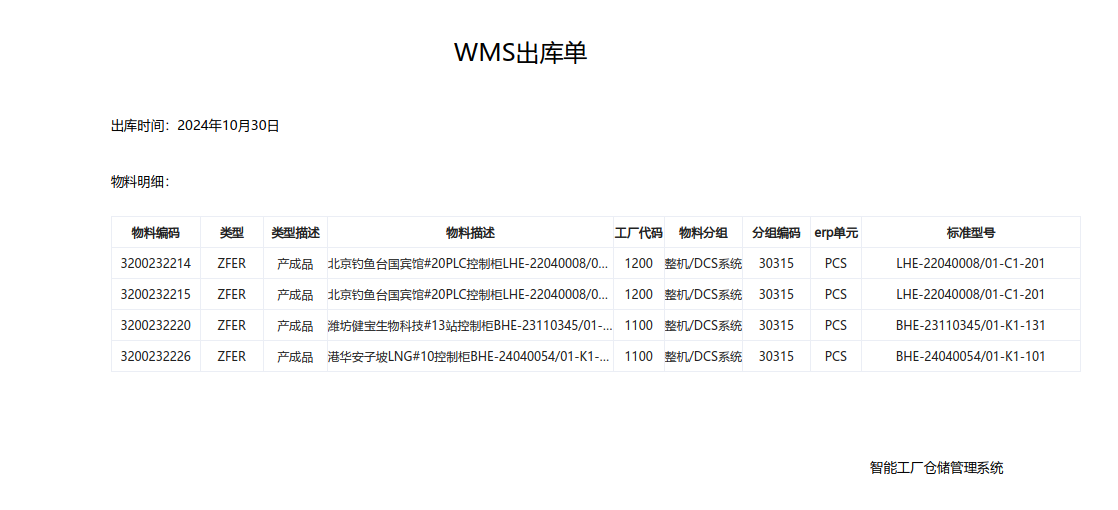 WMS出库单
出库时间：2024年10月30日
物料明细：
物料编码 类型 类型描述 物料描述 工厂代码 物料分组 分组编码 erp单元 标准型号
3200232214 ZFER 产成品 北京钓鱼台国宾馆#20PLC控制柜LHE-22040008/0... 1200 整机/DCS系统 30315 PCS LHE-22040008/01-C1-201
3200232215 ZFER 产成品 北京钓鱼台国宾馆#20PLC控制柜LHE-22040008/0... 1200 整机/DCS系统 30315 PCS LHE-22040008/01-C1-201
3200232220 ZFER 产成品 潍坊健宝生物科技#13站控制柜BHE-23110345/01-... 1100 整机/DCS系统 30315 PCS BHE-23110345/01-K1-131
3200232226 ZFER 产成品 港华安子坡LNG#10控制柜BHE-24040054/01-K1-... 1100 整机/DCS系统 30315 PCS BHE-24040054/01-K1-101
智能工厂仓储管理系统